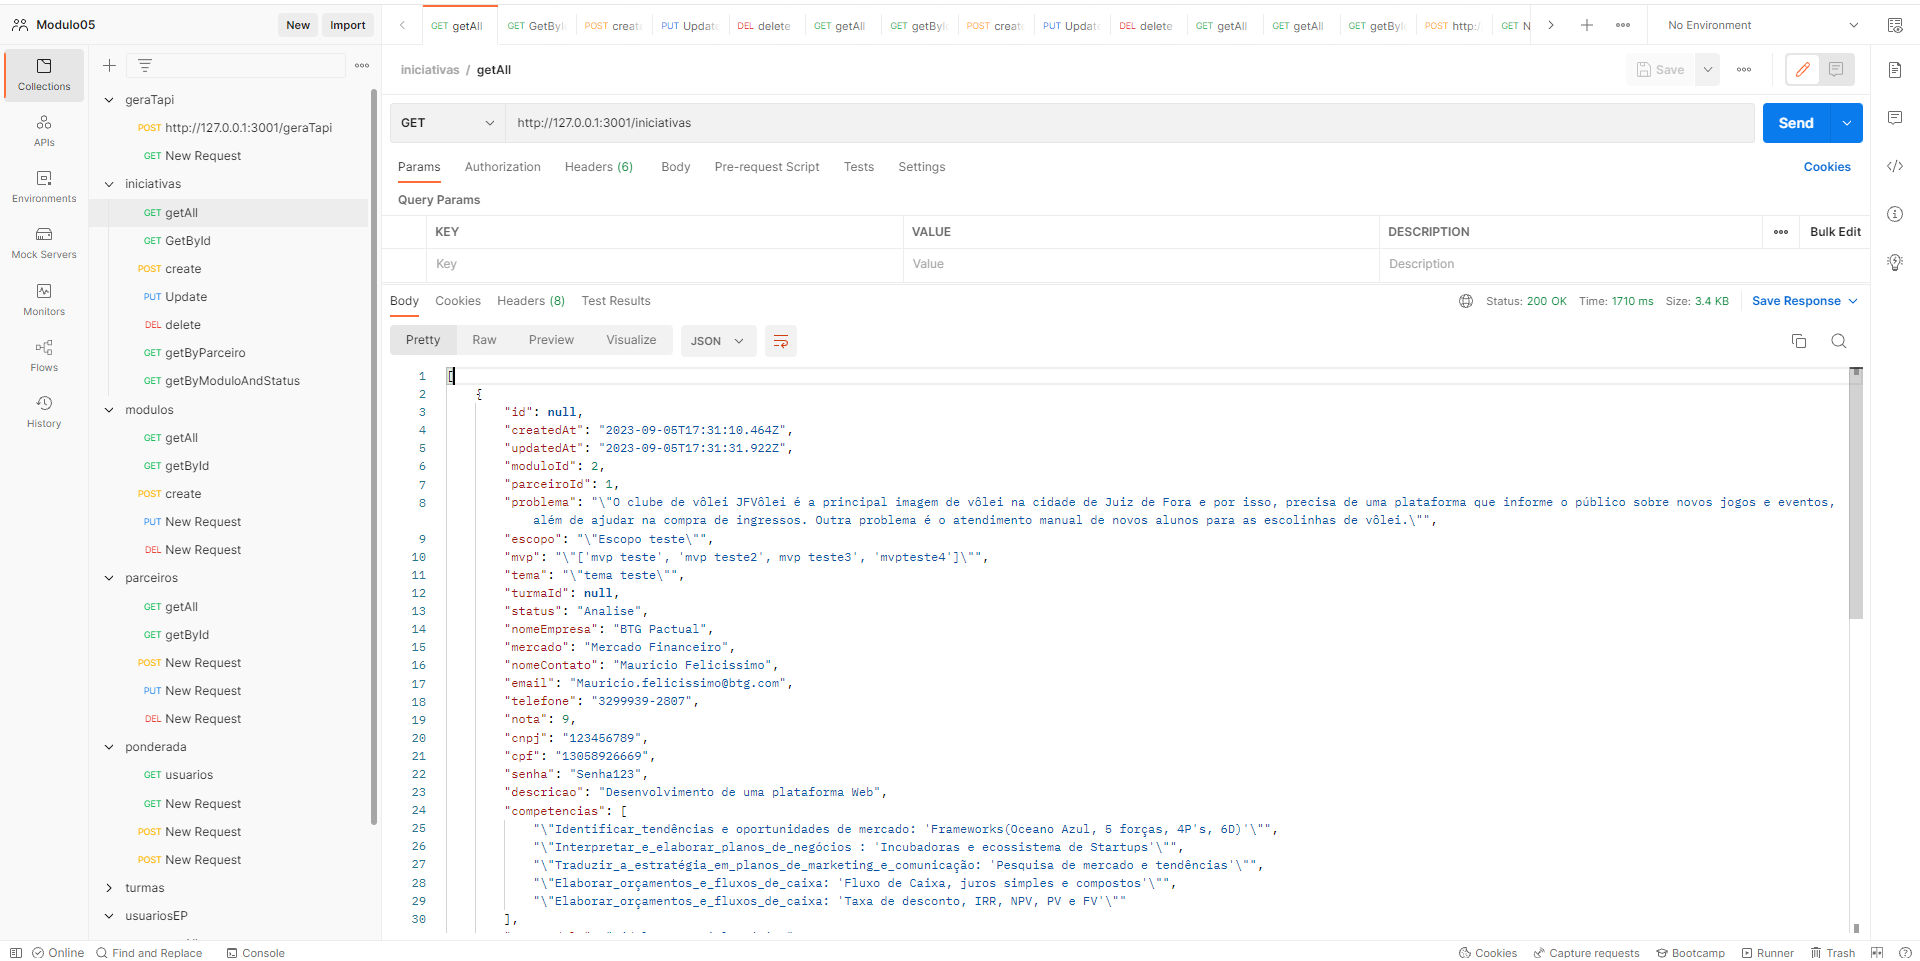 Modulo05
New
Import
GET getAll
GET GetByI
POST create
PUT Update
DEL delete
GET getAll
GET getById
POST create
PUT Update
DEL delete
GET getAll
GET getAll
GET getById
POST http:/
GET N
No Environment
Collections
APIs
Environments
Mock Servers
Monitors
Flows
History
geraTapi
POST http://127.0.0.1:3001/geraTapi
GET New Request
iniciativas
GET getAll
GET GetById
POST create
PUT Update
DEL delete
GET getByParceiro
GET getByModuloAndStatus
modulos
GET getAll
GET getById
POST create
PUT New Request
DEL New Request
parceiros
GET getAll
GET getById
POST New Request
PUT New Request
DEL New Request
ponderada
GET usuarios
GET New Request
POST New Request
POST New Request
turmas
usuariosEP
iniciativas / getAll
Save
GET http://127.0.0.1:3001/iniciativas
Send
Params Authorization Headers (6) Body Pre-request Script Tests Settings
Cookies
Query Params
KEY VALUE DESCRIPTION
Bulk Edit
Key Value Description
Body Cookies Headers (8) Test Results
Status: 200 OK Time: 1710 ms Size: 3.4 KB
Save Response
Pretty Raw Preview Visualize JSON
1 [
2 {
3 "id": null,
4 "createdAt": "2023-09-05T17:31:10.464Z",
5 "updatedAt": "2023-09-05T17:31:31.922Z",
6 "moduloId": 2,
7 "parceiroId": 1,
8 "problema": "\"O clube de vôlei JFVôlei é a principal imagem de vôlei na cidade de Juiz de Fora e por isso, precisa de uma plataforma que informe o público sobre novos jogos e eventos,
além de ajudar na compra de ingressos. Outra problema é o atendimento manual de novos alunos para as escolinhas de vôlei.\"",
9 "escopo": "\"Escopo teste\"",
10 "mvp": "\"['mvp teste', 'mvp teste2', mvp teste3', 'mvpteste4']\"",
11 "tema": "\"tema teste\"",
12 "turmaId": null,
13 "status": "Analise",
14 "nomeEmpresa": "BTG Pactual",
15 "mercado": "Mercado Financeiro",
16 "nomeContato": "Mauricio Felicissimo",
17 "email": "Mauricio.felicissimo@btg.com",
18 "telefone": "3299939-2807",
19 "nota": 9,
20 "cnpj": "123456789",
21 "cpf": "13058926669",
22 "senha": "Senha123",
23 "descricao": "Desenvolvimento de uma plataforma Web",
24 "competencias": [
25 "\"Identificar_tendências e oportunidades de mercado: 'Frameworks(Oceano Azul, 5 forças, 4P's, 6D)'\"",
26 "\"Interpretar_e_elaborar_planos_de_negócios : 'Incubadoras e ecossistema de Startups'\"",
27 "\"Traduzir_a_estratégia_em_planos_de_marketing_e_comunicação: 'Pesquisa de mercado e tendências'\"",
28 "\"Elaborar_orçamentos_e_fluxos_de_caixa: 'Fluxo de Caixa, juros simples e compostos'\"",
29 "\"Elaborar_orçamentos_e_fluxos_de_caixa: 'Taxa de desconto, IRR, NPV, PV e FV'\""
30 ],
Online Find and Replace Console
Cookies Capture requests Bootcamp Runner Trash